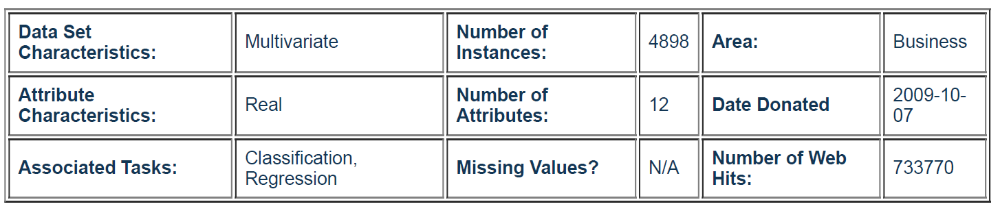 Data Set
Characteristics:
Multivariate
Number of
Instances:
4898
Area:
Business
Attribute
Characteristics:
Real
Number of
Attributes:
12
Date Donated
2009-10-
07
Associated Tasks:
Classification,
Regression
Missing Values?
N/A
Number of Web
Hits:
733770